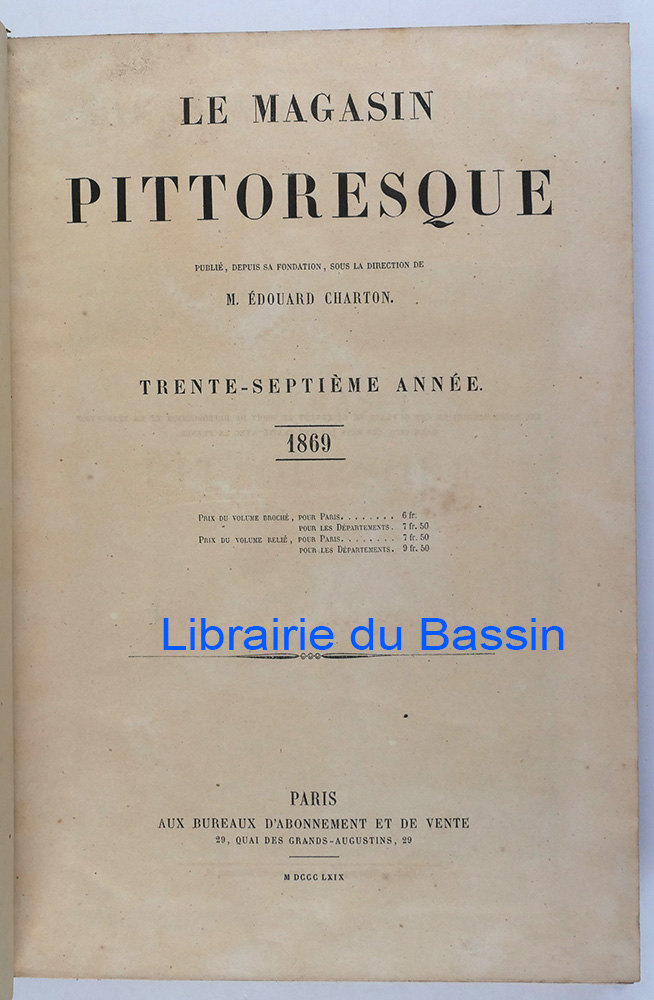 LE MAGASIN
PITTORESQUE
PUBLIÉ, DEPUIS SA FONDATION, SOUS LA DIRECTION DE
M. ÉDOUARD CHARTON.
TRENTE-SEPTIÈME ANNÉE.
1869
PRIX DU VOLUME BROCHÉ, POUR PARIS. . . . . . . . 6 fr.
POUR LES DÉPARTEMENTS. 7 fr. 50
PRIX DU VOLUME RELIÉ, POUR PARIS. . . . . . . . 7 fr. 50
POUR LES DÉPARTEMENTS. 9 fr. 50
Librairie du Bassin
PARIS
AUX BUREAUX D'ABONNEMENT ET DE VENTE
29, QUAI DES GRANDS-AUGUSTINS, 29
M DCCC LXIX